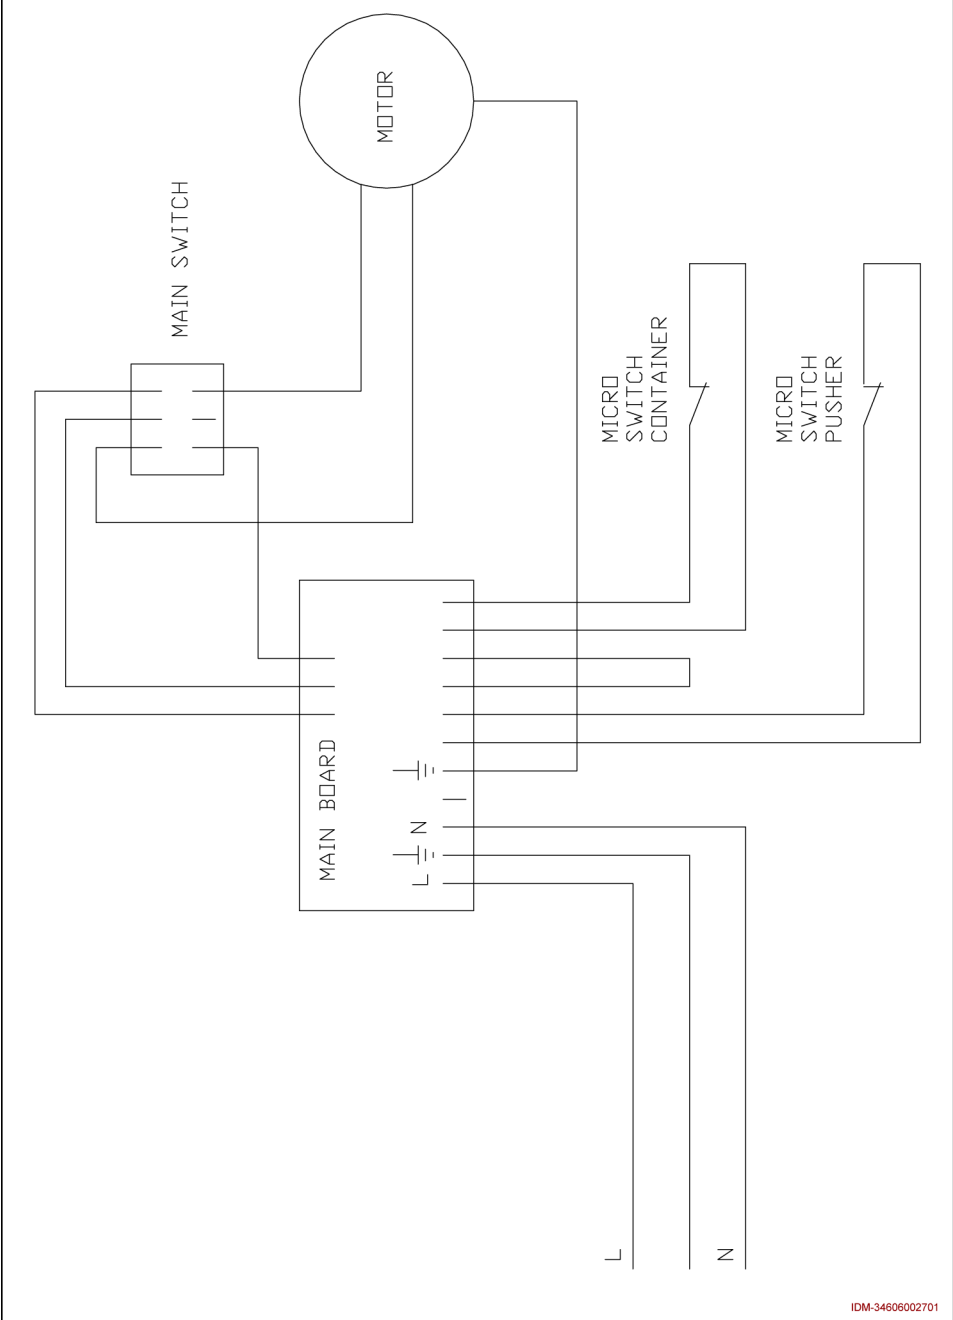 MOTOR
MAIN SWITCH
MICRO
SWITCH
CONTAINER
MICRO
SWITCH
PUSHER
MAIN BOARD
N
L
L
N
IDM-34606002701